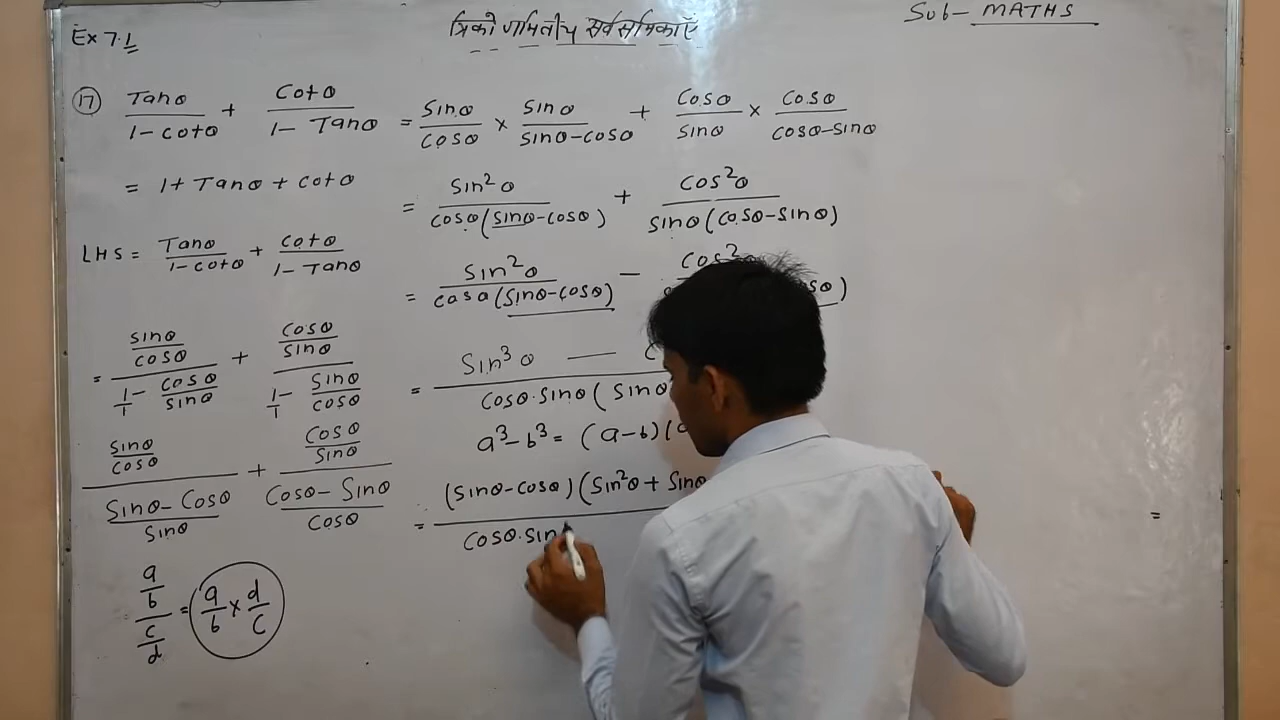 Ex 7.1
त्रिकोणमितीय सर्वसमिकाएँ
Sub- MATHS
(17) Tanθ/(1-cotθ) + Cotθ/(1-Tanθ)
= 1+Tanθ+cotθ
LHS = Tanθ/(1-cotθ) + Cotθ/(1-Tanθ)
= (sinθ/cosθ)/(1/1 - cosθ/sinθ) + (cosθ/sinθ)/(1/1 - sinθ/cosθ)
(sinθ/cosθ)/((Sinθ-Cosθ)/Sinθ) + (Cosθ/Sinθ)/((Cosθ-Sinθ)/Cosθ)
(a/b)/(c/d) = a/b × d/c
= Sinθ/Cosθ × Sinθ/(sinθ-cosθ) + Cosθ/sinθ × Cosθ/(cosθ-sinθ)
= Sin²θ/(cosθ(sinθ-cosθ)) + Cos²θ/(sinθ(cosθ-sinθ))
= Sin²θ/(cosθ(sinθ-cosθ)) - Cos²
= Sin³θ -
cosθ.sinθ(sinθ
a³-b³ = (a-b)(
= (sinθ-cosθ)(Sin²θ+Sinθ
cosθ.sin
=